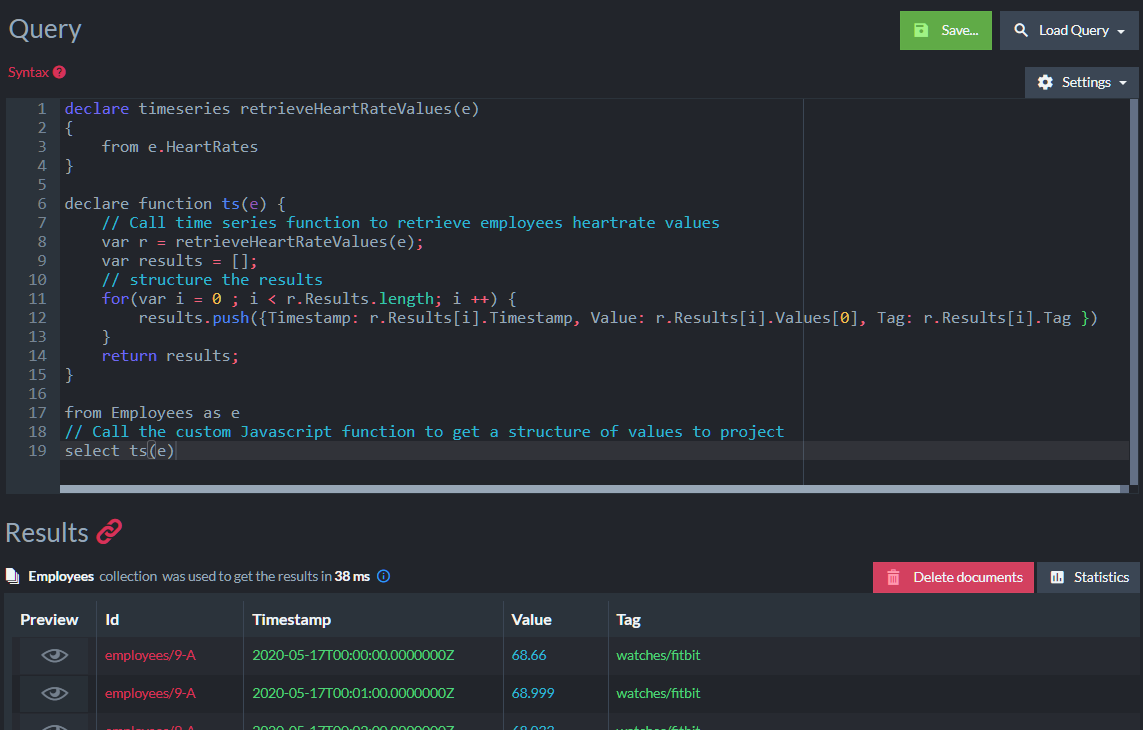 Query
Save...
Load Query
Syntax
Settings
1 declare timeseries retrieveHeartRateValues(e)
2 {
3     from e.HeartRates
4 }
5
6 declare function ts(e) {
7     // Call time series function to retrieve employees heartrate values
8     var r = retrieveHeartRateValues(e);
9     var results = [];
10     // structure the results
11     for(var i = 0 ; i < r.Results.length; i ++) {
12         results.push({Timestamp: r.Results[i].Timestamp, Value: r.Results[i].Values[0], Tag: r.Results[i].Tag })
13     }
14     return results;
15 }
16
17 from Employees as e
18 // Call the custom Javascript function to get a structure of values to project
19 select ts(e)
Results
Employees collection was used to get the results in 38 ms
Delete documents
Statistics
Preview Id Timestamp Value Tag
employees/9-A 2020-05-17T00:00:00.0000000Z 68.66 watches/fitbit
employees/9-A 2020-05-17T00:01:00.0000000Z 68.999 watches/fitbit